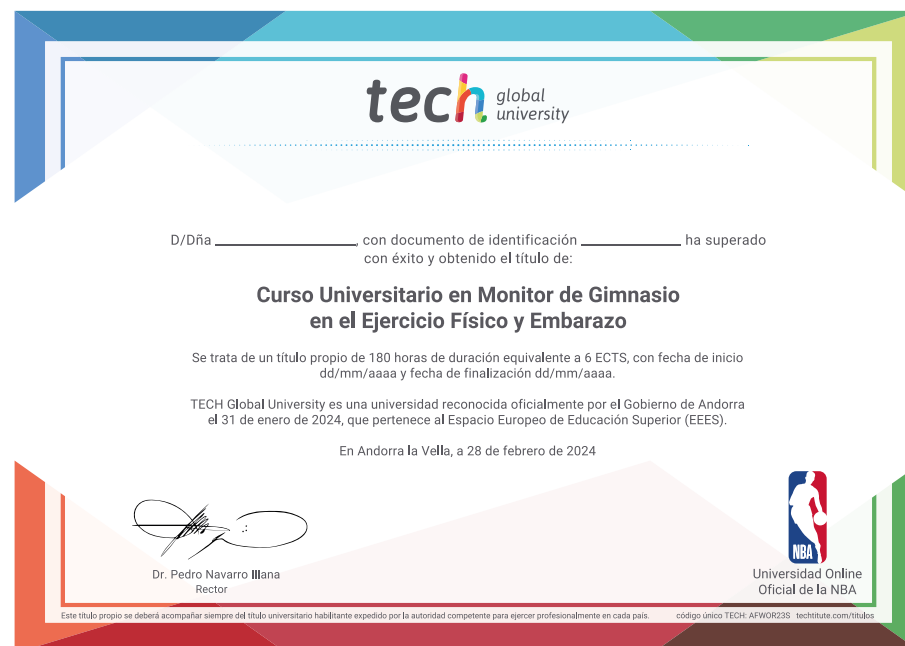 tech global university
D/Dña ________________, con documento de identificación ____________ ha superado
con éxito y obtenido el título de:
Curso Universitario en Monitor de Gimnasio
en el Ejercicio Físico y Embarazo
Se trata de un título propio de 180 horas de duración equivalente a 6 ECTS, con fecha de inicio
dd/mm/aaaa y fecha de finalización dd/mm/aaaa.
TECH Global University es una universidad reconocida oficialmente por el Gobierno de Andorra
el 31 de enero de 2024, que pertenece al Espacio Europeo de Educación Superior (EEES).
En Andorra la Vella, a 28 de febrero de 2024
Dr. Pedro Navarro Illana
Rector
NBA
Universidad Online
Oficial de la NBA
Este título propio se deberá acompañar siempre del título universitario habilitante expedido por la autoridad competente para ejercer profesionalmente en cada país. código único TECH: AFWOR23S techtitute.com/titulos